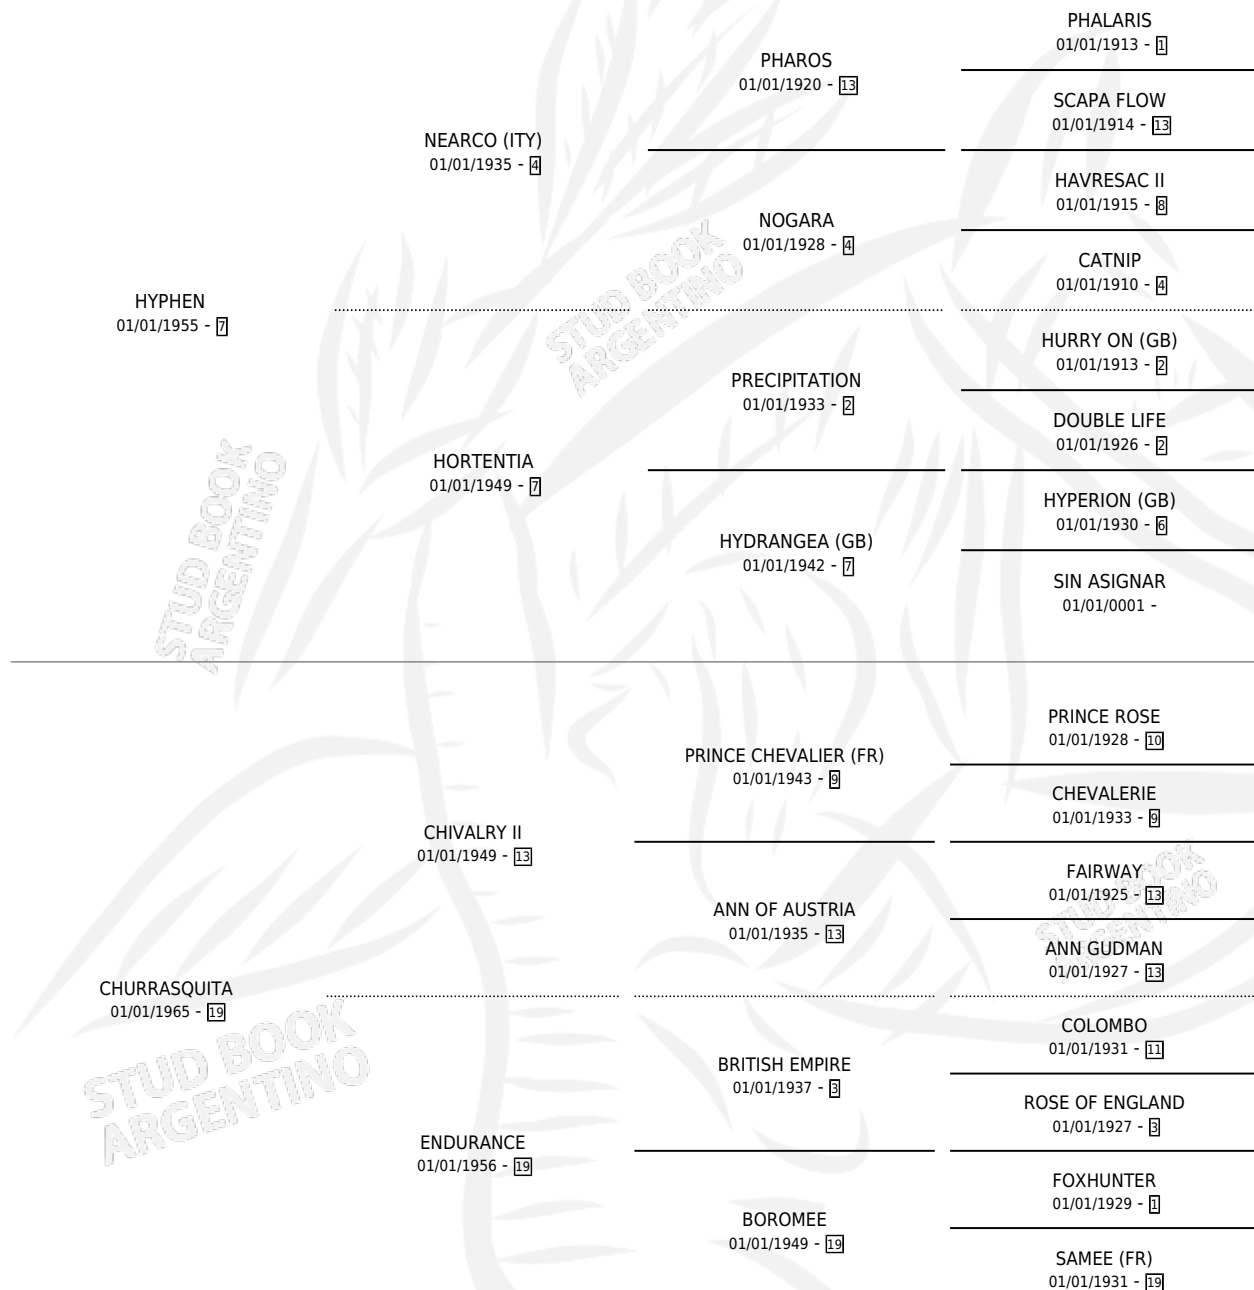 PHALARIS
01/01/1913 - 1
PHAROS
01/01/1920 - 13
SCAPA FLOW
01/01/1914 - 13
NEARCO (ITY)
01/01/1935 - 4
HAVRESAC II
01/01/1915 - 8
NOGARA
01/01/1928 - 4
CATNIP
01/01/1910 - 4
HYPHEN
01/01/1955 - 7
HURRY ON (GB)
01/01/1913 - 2
PRECIPITATION
01/01/1933 - 2
DOUBLE LIFE
01/01/1926 - 2
HORTENTIA
01/01/1949 - 7
HYPERION (GB)
01/01/1930 - 6
HYDRANGEA (GB)
01/01/1942 - 7
SIN ASIGNAR
01/01/0001 -
PRINCE ROSE
01/01/1928 - 10
PRINCE CHEVALIER (FR)
01/01/1943 - 9
CHEVALERIE
01/01/1933 - 9
CHIVALRY II
01/01/1949 - 13
FAIRWAY
01/01/1925 - 13
ANN OF AUSTRIA
01/01/1935 - 13
ANN GUDMAN
01/01/1927 - 13
CHURRASQUITA
01/01/1965 - 19
COLOMBO
01/01/1931 - 11
BRITISH EMPIRE
01/01/1937 - 3
ROSE OF ENGLAND
01/01/1927 - 3
ENDURANCE
01/01/1956 - 19
FOXHUNTER
01/01/1929 - 1
BOROMEE
01/01/1949 - 19
SAMEE (FR)
01/01/1931 - 19
STUD BOOK
ARGENTINO
STUD BOOK
ARGENTINO
STUD BOOK
ARGENTINO
STUD BOOK
ARGENTINO